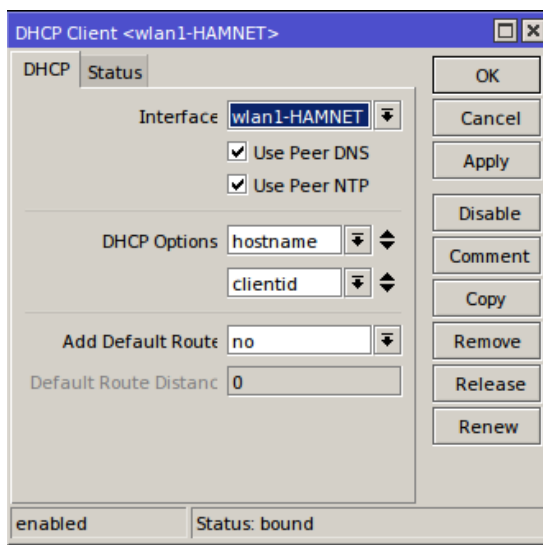 DHCP Client <wlan1-HAMNET>
DHCP Status
OK
Interface wlan1-HAMNET
Cancel
Use Peer DNS
Apply
Use Peer NTP
Disable
DHCP Options hostname
Comment
clientid
Copy
Add Default Route no
Remove
Default Route Distanc 0
Release
Renew
enabled Status: bound